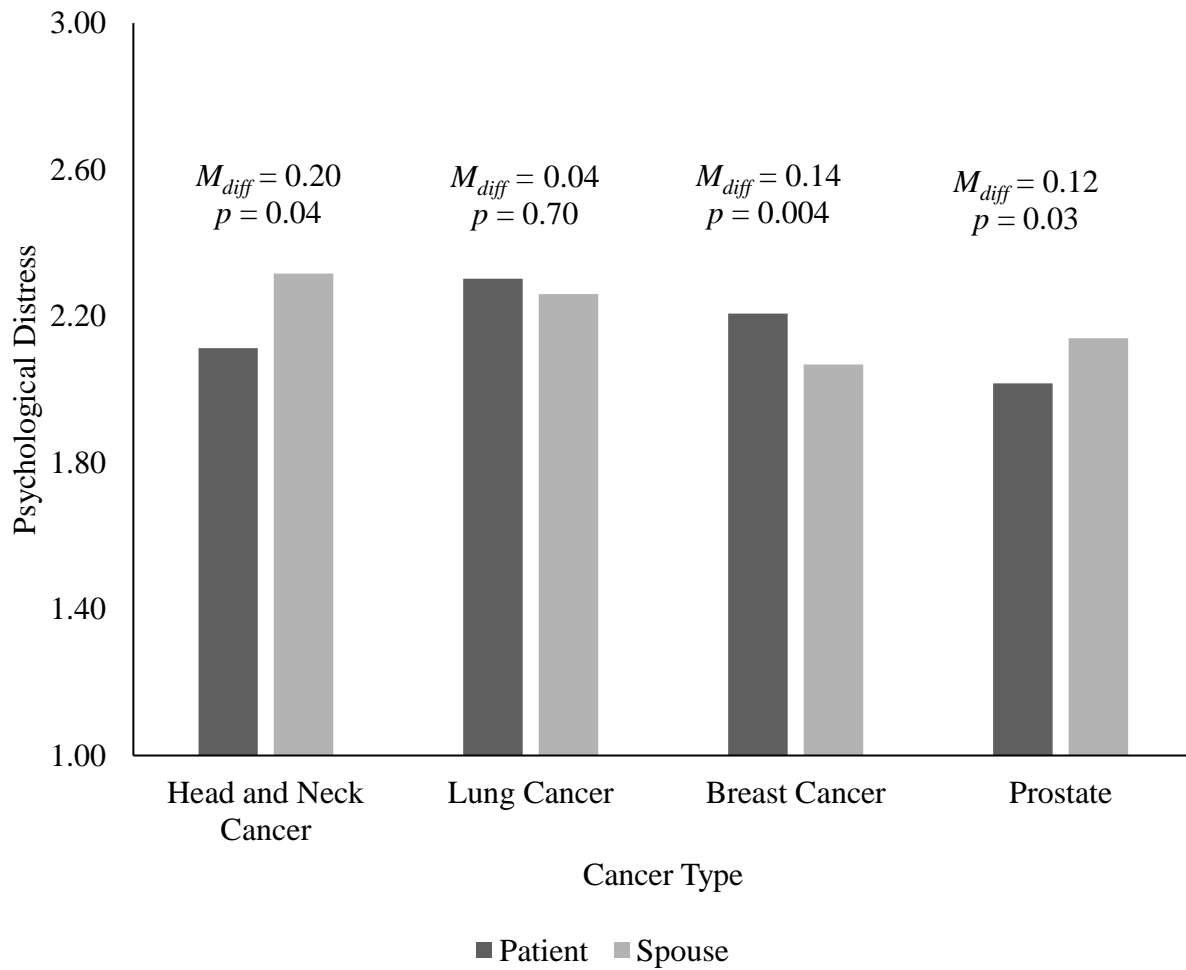 3.00
2.60
2.20
1.80
1.40
1.00
Psychological Distress
M_diff = 0.20
p = 0.04
M_diff = 0.04
p = 0.70
M_diff = 0.14
p = 0.004
M_diff = 0.12
p = 0.03
Head and Neck
Cancer
Lung Cancer
Breast Cancer
Prostate
Cancer Type
Patient
Spouse